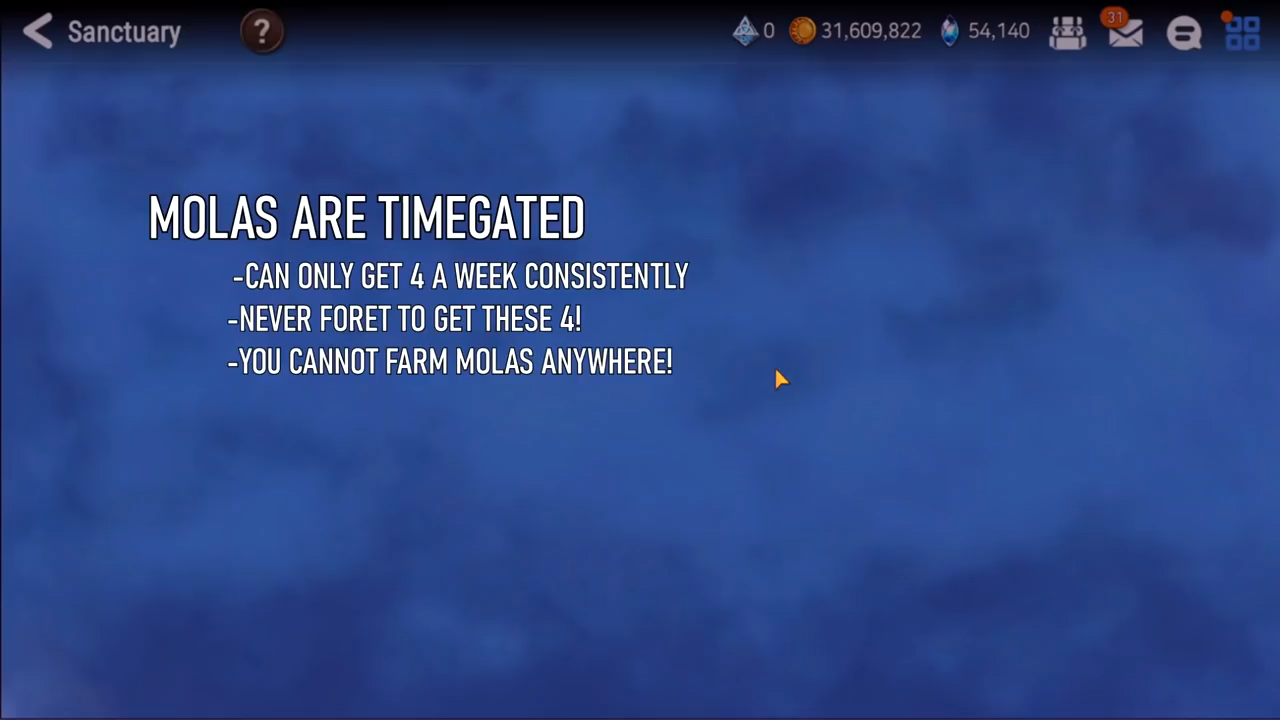 Sanctuary ? 0 31,609,822 54,140 31
MOLAS ARE TIMEGATED
-CAN ONLY GET 4 A WEEK CONSISTENTLY
-NEVER FORET TO GET THESE 4!
-YOU CANNOT FARM MOLAS ANYWHERE!